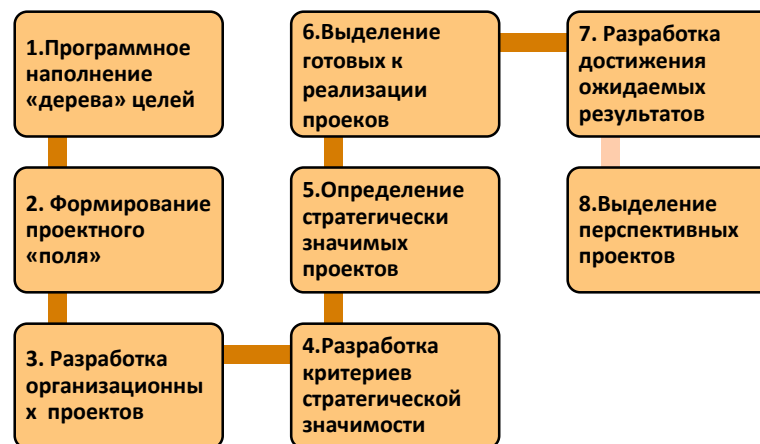 1.Программное
наполнение
«дерева» целей
2. Формирование
проектного
«поля»
3. Разработка
организационны
х проектов
4.Разработка
критериев
стратегической
значимости
5.Определение
стратегически
значимых
проектов
6.Выделение
готовых к
реализации
проеков
7. Разработка
достижения
ожидаемых
результатов
8.Выделение
перспективных
проектов